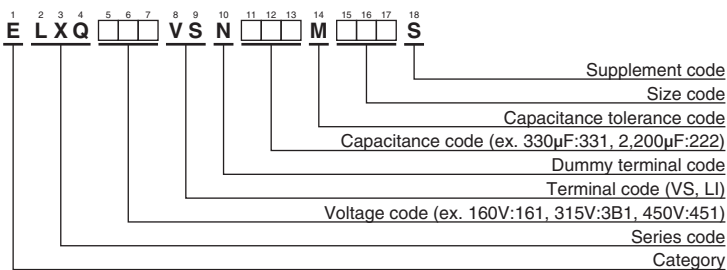 1 2 3 4 5 6 7 8 9 10 11 12 13 14 15 16 17 18
E L X Q □□□ V S N □□□ M □□□ S
Supplement code
Size code
Capacitance tolerance code
Capacitance code (ex. 330µF:331, 2,200µF:222)
Dummy terminal code
Terminal code (VS, LI)
Voltage code (ex. 160V:161, 315V:3B1, 450V:451)
Series code
Category